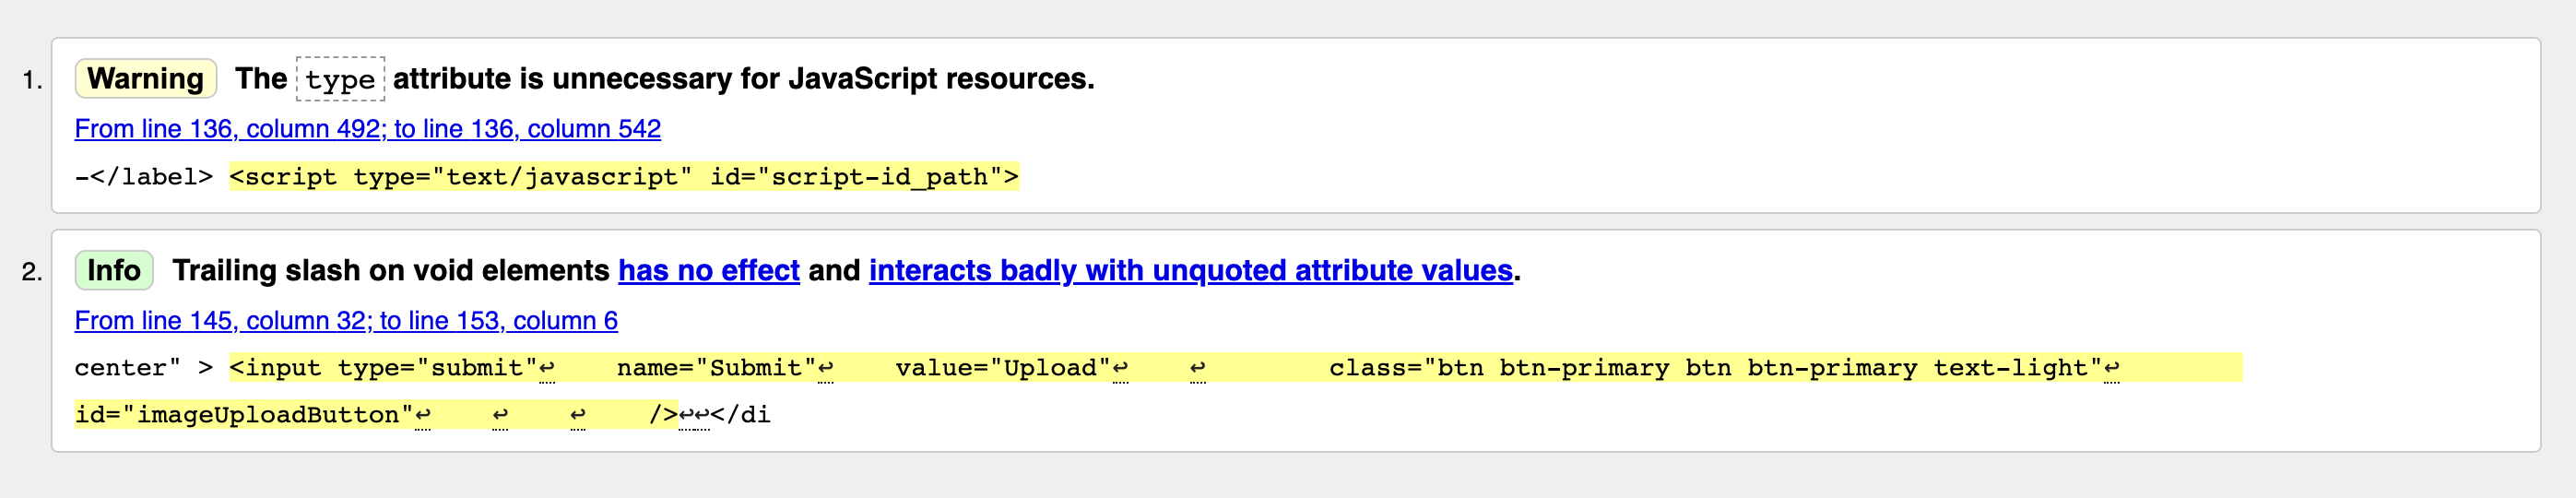 1. Warning The type attribute is unnecessary for JavaScript resources.
From line 136, column 492; to line 136, column 542
-</label> <script type="text/javascript" id="script-id_path">
2. Info Trailing slash on void elements has no effect and interacts badly with unquoted attribute values.
From line 145, column 32; to line 153, column 6
center" > <input type="submit"↩    name="Submit"↩    value="Upload"↩    ↩        class="btn btn-primary btn btn-primary text-light"↩
id="imageUploadButton"↩    ↩    ↩    />↩↩</di